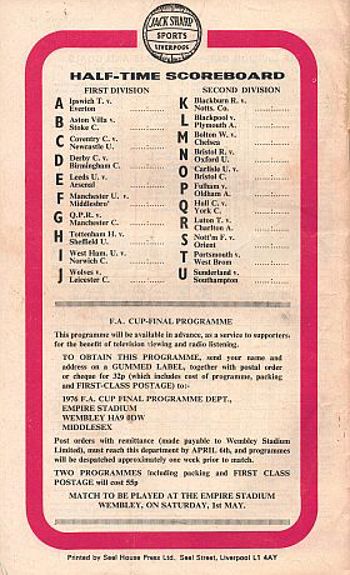 JACK SHARP
SPORTS
LIVERPOOL
HALF-TIME SCOREBOARD
FIRST DIVISION
A Ipswich T. v.
Everton ............
B Aston Villa v.
Stoke C. ............
C Coventry C. v.
Newcastle U. ............
D Derby C. v.
Birmingham C. ............
E Leeds U. v.
Arsenal ............
F Manchester U. v.
Middlesbro' ............
G Q.P.R. v.
Manchester C. ............
H Tottenham H. v.
Sheffield U. ............
I West Ham. U. v.
Norwich C. ............
J Wolves v.
Leicester C. ............
SECOND DIVISION
K Blackburn R. v.
Notts. Co. ............
L Blackpool v.
Plymouth A. ............
M Bolton W. v.
Chelsea ............
N Bristol R. v.
Oxford U. ............
O Carlisle U. v.
Bristol C. ............
P Fulham v.
Oldham A. ............
Q Hull C. v.
York C. ............
R Luton T. v.
Charlton A. ............
S Nott'm F. v.
Orient ............
T Portsmouth v.
West Brom ............
U Sunderland v.
Southampton ............
F.A. CUP-FINAL PROGRAMME
This programme will be available in advance, as a service to supporters
for the benefit of television viewing and radio listening.
TO OBTAIN THIS PROGRAMME, send your name and
address on a GUMMED LABEL, together with postal order
or cheque for 32p (which includes cost of programme, packing
and FIRST-CLASS POSTAGE) to:-
1976 F.A. CUP FINAL PROGRAMME DEPT.,
EMPIRE STADIUM
WEMBLEY HA9 0DW
MIDDLESEX
Post orders with remittance (made payable to Wembley Stadium
Limited), must reach this department by APRIL 6th, and programmes
will be despatched approximately one week prior to match.
TWO PROGRAMMES including packing and FIRST CLASS
POSTAGE will cost 55p
MATCH TO BE PLAYED AT THE EMPIRE STADIUM
WEMBLEY, ON SATURDAY, 1st MAY.
Printed by Seel House Press Ltd. Seel Street, Liverpool L1 4AY